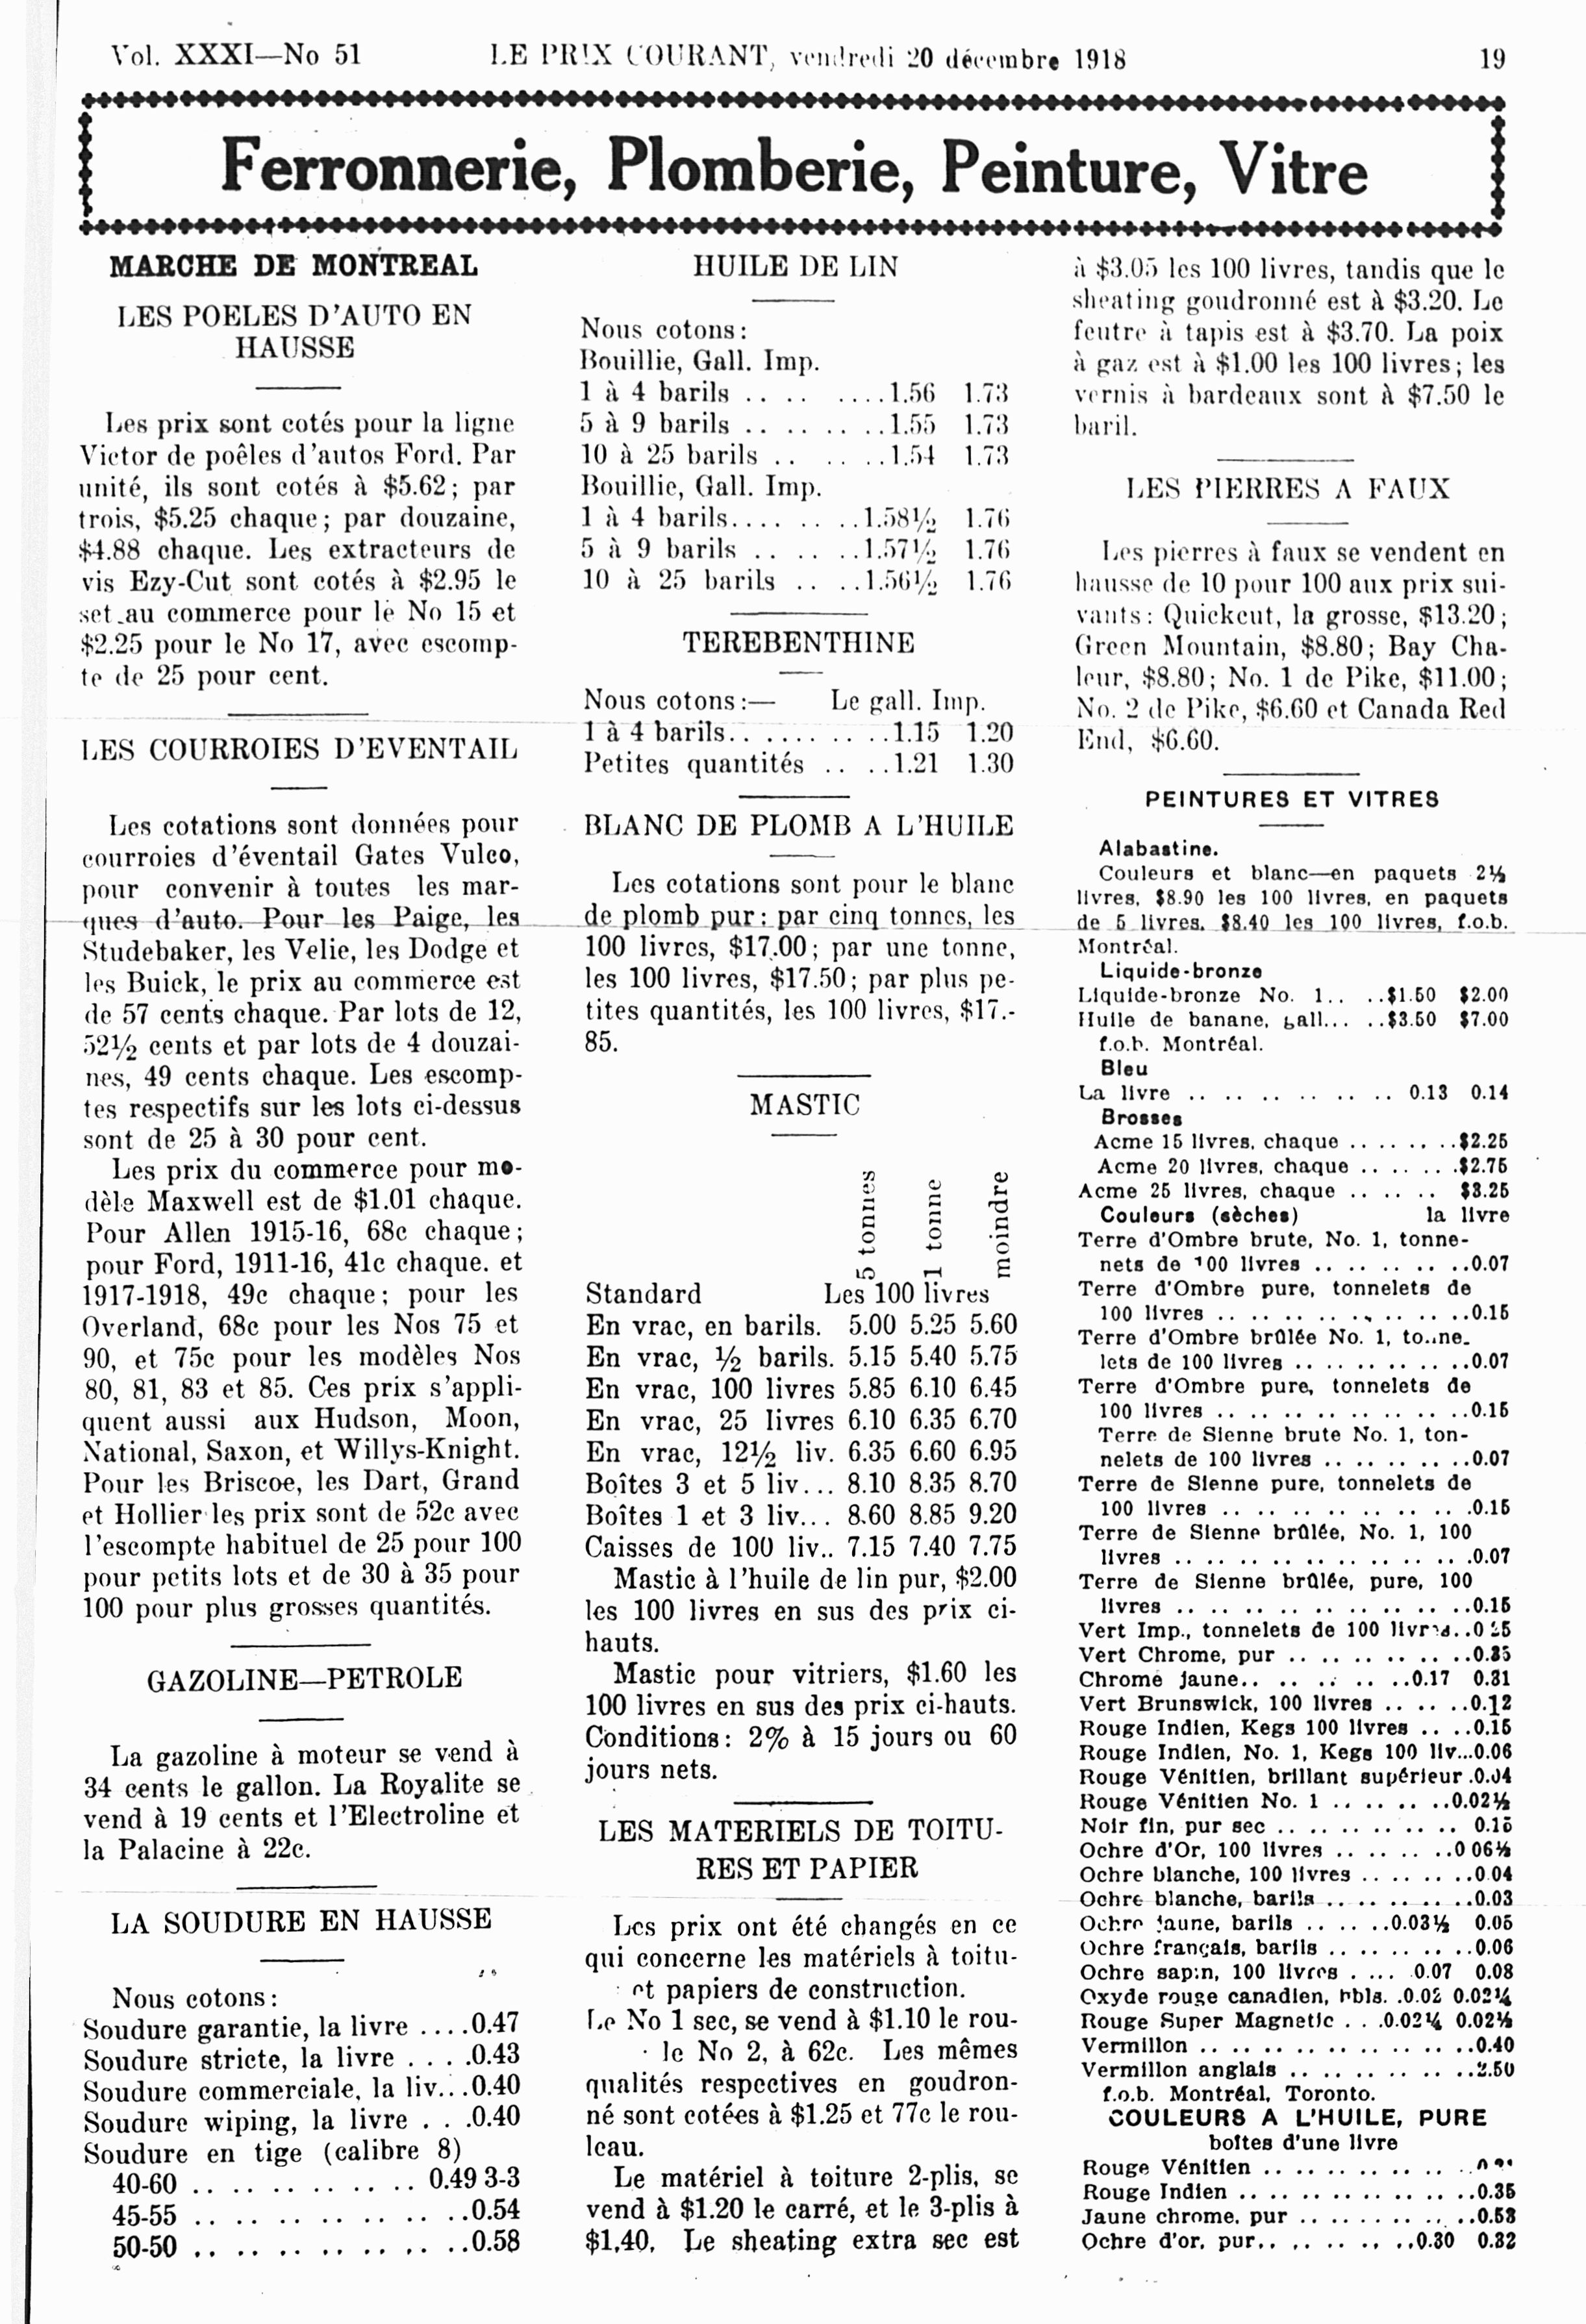 Vol. XXXI—No 51
LE PRIX COURANT, vendredi 20 décembre 1918
19
Ferronnerie, Plomberie, Peinture, Vitre
MARCHE DE MONTREAL
LES POELES D'AUTO EN
HAUSSE
Les prix sont cotés pour la ligne
Victor de poêles d'autos Ford. Par
unité, ils sont cotés à $5.62; par
trois, $5.25 chaque; par douzaine,
$4.88 chaque. Les extracteurs de
vis Ezy-Cut sont cotés à $2.95 le
set au commerce pour le No 15 et
$2.25 pour le No 17, avec escomp-
te de 25 pour cent.
LES COURROIES D'EVENTAIL
Les cotations sont données pour
courroies d'éventail Gates Vulco,
pour convenir à toutes les mar-
ques d'auto. Pour les Paige, les
Studebaker, les Velie, les Dodge et
les Buick, le prix au commerce est
de 57 cents chaque. Par lots de 12,
52½ cents et par lots de 4 douzai-
nes, 49 cents chaque. Les escomp-
tes respectifs sur les lots ci-dessus
sont de 25 à 30 pour cent.
Les prix du commerce pour mo-
dèle Maxwell est de $1.01 chaque.
Pour Allen 1915-16, 68c chaque;
pour Ford, 1911-16, 41c chaque. et
1917-1918, 49c chaque; pour les
Overland, 68c pour les Nos 75 et
90, et 75c pour les modèles Nos
80, 81, 83 et 85. Ces prix s'appli-
quent aussi aux Hudson, Moon,
National, Saxon, et Willys-Knight.
Pour les Briscoe, les Dart, Grand
et Hollier les prix sont de 52c avec
l'escompte habituel de 25 pour 100
pour petits lots et de 30 à 35 pour
100 pour plus grosses quantités.
GAZOLINE—PETROLE
La gazoline à moteur se vend à
34 cents le gallon. La Royalite se
vend à 19 cents et l'Electroline et
la Palacine à 22c.
LA SOUDURE EN HAUSSE
Nous cotons:
Soudure garantie, la livre ....0.47
Soudure stricte, la livre . . . .0.43
Soudure commerciale, la liv...0.40
Soudure wiping, la livre . . .0.40
Soudure en tige (calibre 8)
40-60 .. .. .. .. .. .. 0.49 3-3
45-55 .. .. .. .. .. .. ..0.54
50-50 .. .. .. .. .. .. ..0.58
HUILE DE LIN
Nous cotons:
Bouillie, Gall. Imp.
1 à 4 barils .. .. ....1.56 1.73
5 à 9 barils .. .. .. ..1.55 1.73
10 à 25 barils .. .. ..1.54 1.73
Bouillie, Gall. Imp.
1 à 4 barils.... .. ..1.58½ 1.76
5 à 9 barils .. .. ..1.57½ 1.76
10 à 25 barils .. ..1.56½ 1.76
TEREBENTHINE
Nous cotons:— Le gall. Imp.
1 à 4 barils.. .. .. .. ..1.15 1.20
Petites quantités .. ..1.21 1.30
BLANC DE PLOMB A L'HUILE
Les cotations sont pour le blanc
de plomb pur: par cinq tonnes, les
100 livres, $17.00; par une tonne,
les 100 livres, $17.50; par plus pe-
tites quantités, les 100 livres, $17.-
85.
MASTIC
5 tonnes
1 tonne
moindre
Standard Les 100 livres
En vrac, en barils. 5.00 5.25 5.60
En vrac, ½ barils. 5.15 5.40 5.75
En vrac, 100 livres 5.85 6.10 6.45
En vrac, 25 livres 6.10 6.35 6.70
En vrac, 12½ liv. 6.35 6.60 6.95
Boîtes 3 et 5 liv... 8.10 8.35 8.70
Boîtes 1 et 3 liv... 8.60 8.85 9.20
Caisses de 100 liv.. 7.15 7.40 7.75
Mastic à l'huile de lin pur, $2.00
les 100 livres en sus des prix ci-
hauts.
Mastic pour vitriers, $1.60 les
100 livres en sus des prix ci-hauts.
Conditions: 2% à 15 jours ou 60
jours nets.
LES MATERIELS DE TOITU-
RES ET PAPIER
Les prix ont été changés en ce
qui concerne les matériels à toitu-
et papiers de construction.
Le No 1 sec, se vend à $1.10 le rou-
le No 2, à 62c. Les mêmes
qualités respectives en goudron-
né sont cotées à $1.25 et 77c le rou-
leau.
Le matériel à toiture 2-plis, se
vend à $1.20 le carré, et le 3-plis à
$1,40, Le sheating extra sec est
à $3.05 les 100 livres, tandis que le
sheating goudronné est à $3.20. Le
feutre à tapis est à $3.70. La poix
à gaz est à $1.00 les 100 livres; les
vernis à bardeaux sont à $7.50 le
baril.
LES PIERRES A FAUX
Les pierres à faux se vendent en
hausse de 10 pour 100 aux prix sui-
vants: Quickcut, la grosse, $13.20;
Green Mountain, $8.80; Bay Cha-
leur, $8.80; No. 1 de Pike, $11.00;
No. 2 de Pike, $6.60 et Canada Red
End, $6.60.
PEINTURES ET VITRES
Alabastine.
Couleurs et blanc—en paquets 2½
livres, $8.90 les 100 livres, en paquets
de 5 livres, $8.40 les 100 livres, f.o.b.
Montréal.
Liquide-bronze
Liquide-bronze No. 1.. ..$1.50 $2.00
Huile de banane, gall... ..$3.50 $7.00
f.o.b. Montréal.
Bleu
La livre .. .. .. .. .. .. 0.13 0.14
Brosses
Acme 15 livres, chaque .. .. .. ..$2.25
Acme 20 livres, chaque .. .. .. .$2.75
Acme 25 livres, chaque .. .. .. $3.25
Couleurs (sèches) la livre
Terre d'Ombre brute, No. 1, tonne-
nets de 100 livres .. .. .. .. ..0.07
Terre d'Ombre pure, tonnelets de
100 livres .. .. .. .. .. .. .. ..0.15
Terre d'Ombre brûlée No. 1, tonne-
lets de 100 livres .. .. .. .. .. ..0.07
Terre d'Ombre pure, tonnelets de
100 livres .. .. .. .. .. .. .. ..0.15
Terre de Sienne brute No. 1, ton-
nelets de 100 livres .. .. .. .. ..0.07
Terre de Sienne pure, tonnelets de
100 livres .. .. .. .. .. .. .. .0.15
Terre de Sienne brûlée, No. 1, 100
livres .. .. .. .. .. .. .. .. .. .0.07
Terre de Sienne brûlée, pure, 100
livres .. .. .. .. .. .. .. .. ..0.15
Vert Imp., tonnelets de 100 livres..0 25
Vert Chrome, pur .. .. .. .. .. ..0.35
Chrome jaune.. .. .. .. ..0.17 0.31
Vert Brunswick, 100 livres .. .. ..0.12
Rouge Indien, Kegs 100 livres .. ..0.15
Rouge Indien, No. 1, Kegs 100 liv...0.06
Rouge Vénitien, brillant supérieur .0.04
Rouge Vénitien No. 1 .. .. .. ..0.02½
Noir fin, pur sec .. .. .. .. .. .. 0.15
Ochre d'Or, 100 livres .. .. .. ..0 06½
Ochre blanche, 100 livres .. .. .. ..0.04
Ochre blanche, barils .. .. .. .. ..0.03
Ochre jaune, barils .. .. ..0.03½ 0.05
Ochre français, barils .. .. .. .. ..0.06
Ochre sapin, 100 livres . ... .0.07 0.08
Oxyde rouge canadien, bbls. .0.02 0.02¼
Rouge Super Magnetic . . .0.02¼ 0.02½
Vermillon .. .. .. .. .. .. .. .. ..0.40
Vermillon anglais .. .. .. .. .. ..2.50
f.o.b. Montréal, Toronto.
COULEURS A L'HUILE, PURE
boîtes d'une livre
Rouge Vénitien .. .. .. .. .. ..
Rouge Indien .. .. .. .. .. .. ..0.35
Jaune chrome, pur .. .. .. .. .. ..0.53
Ochre d'or, pur.. .. .. .. ..0.30 0.32